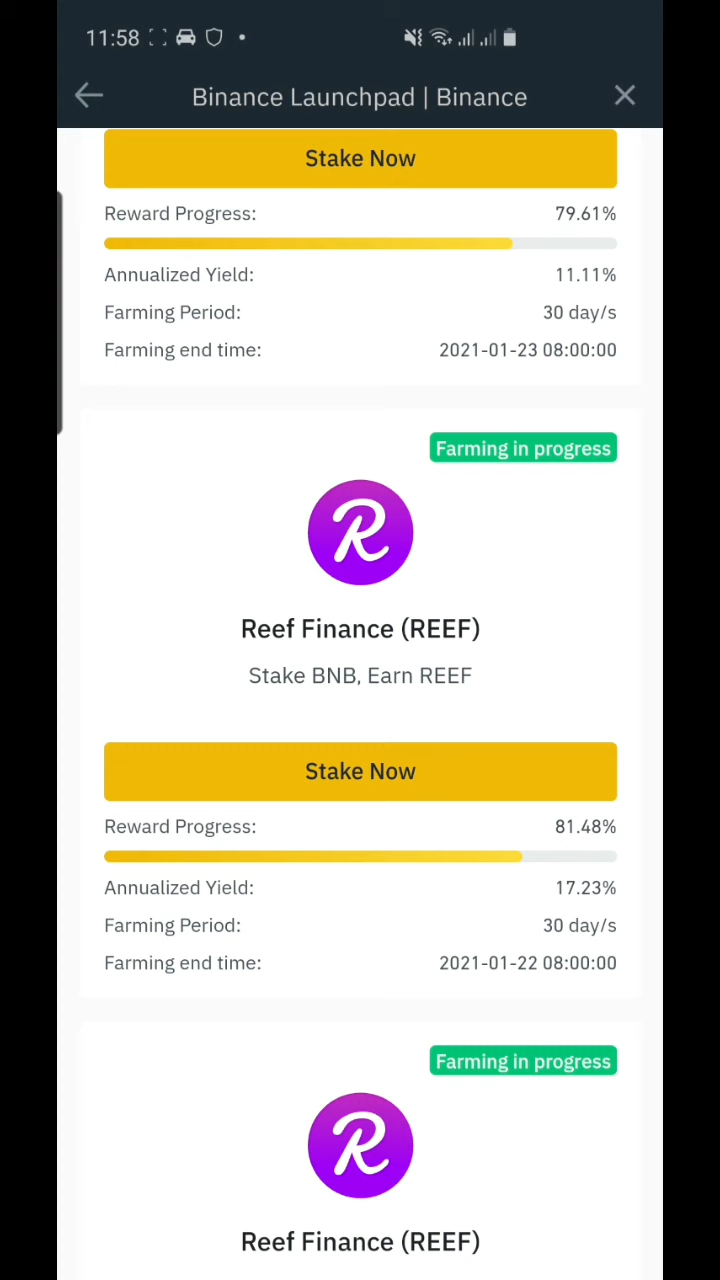 11:58
Binance Launchpad | Binance
Stake Now
Reward Progress: 79.61%
Annualized Yield: 11.11%
Farming Period: 30 day/s
Farming end time: 2021-01-23 08:00:00
Farming in progress
R
Reef Finance (REEF)
Stake BNB, Earn REEF
Stake Now
Reward Progress: 81.48%
Annualized Yield: 17.23%
Farming Period: 30 day/s
Farming end time: 2021-01-22 08:00:00
Farming in progress
R
Reef Finance (REEF)